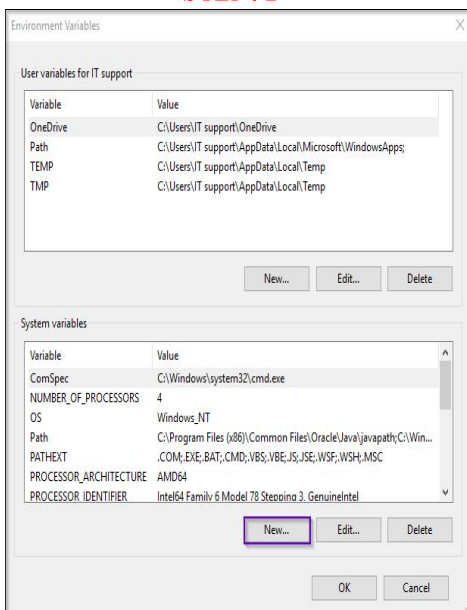 Environment Variables
X
User variables for IT support
Variable Value
OneDrive C:\Users\IT support\OneDrive
Path C:\Users\IT support\AppData\Local\Microsoft\WindowsApps;
TEMP C:\Users\IT support\AppData\Local\Temp
TMP C:\Users\IT support\AppData\Local\Temp
New... Edit... Delete
System variables
Variable Value
ComSpec C:\Windows\system32\cmd.exe
NUMBER_OF_PROCESSORS 4
OS Windows_NT
Path C:\Program Files (x86)\Common Files\Oracle\Java\javapath;C:\Win...
PATHEXT .COM;.EXE;.BAT;.CMD;.VBS;.VBE;.JS;.JSE;.WSF;.WSH;.MSC
PROCESSOR_ARCHITECTURE AMD64
PROCESSOR_IDENTIFIER Intel64 Family 6 Model 78 Stepping 3, GenuineIntel
New... Edit... Delete
OK Cancel